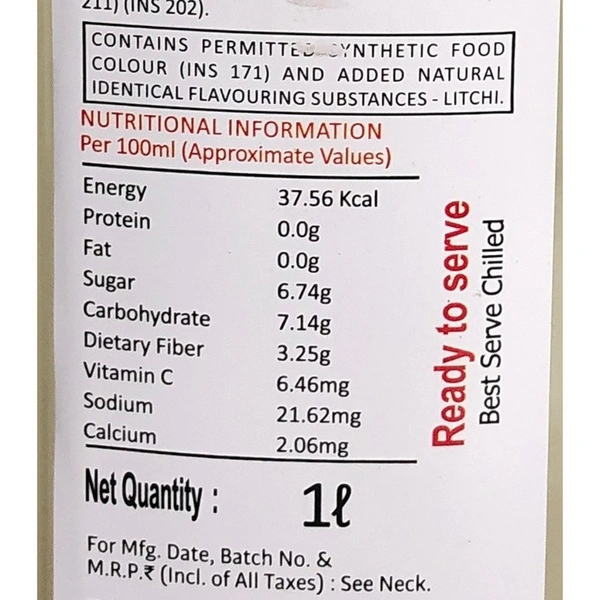 211) (INS 202).
CONTAINS PERMITTED SYNTHETIC FOOD
COLOUR (INS 171) AND ADDED NATURAL
IDENTICAL FLAVOURING SUBSTANCES - LITCHI.
NUTRITIONAL INFORMATION
Per 100ml (Approximate Values)
Energy 37.56 Kcal
Protein 0.0g
Fat 0.0g
Sugar 6.74g
Carbohydrate 7.14g
Dietary Fiber 3.25g
Vitamin C 6.46mg
Sodium 21.62mg
Calcium 2.06mg
Ready to serve
Best Serve Chilled
Net Quantity : 1ℓ
For Mfg. Date, Batch No. &
M.R.P.₹ (Incl. of All Taxes) : See Neck.